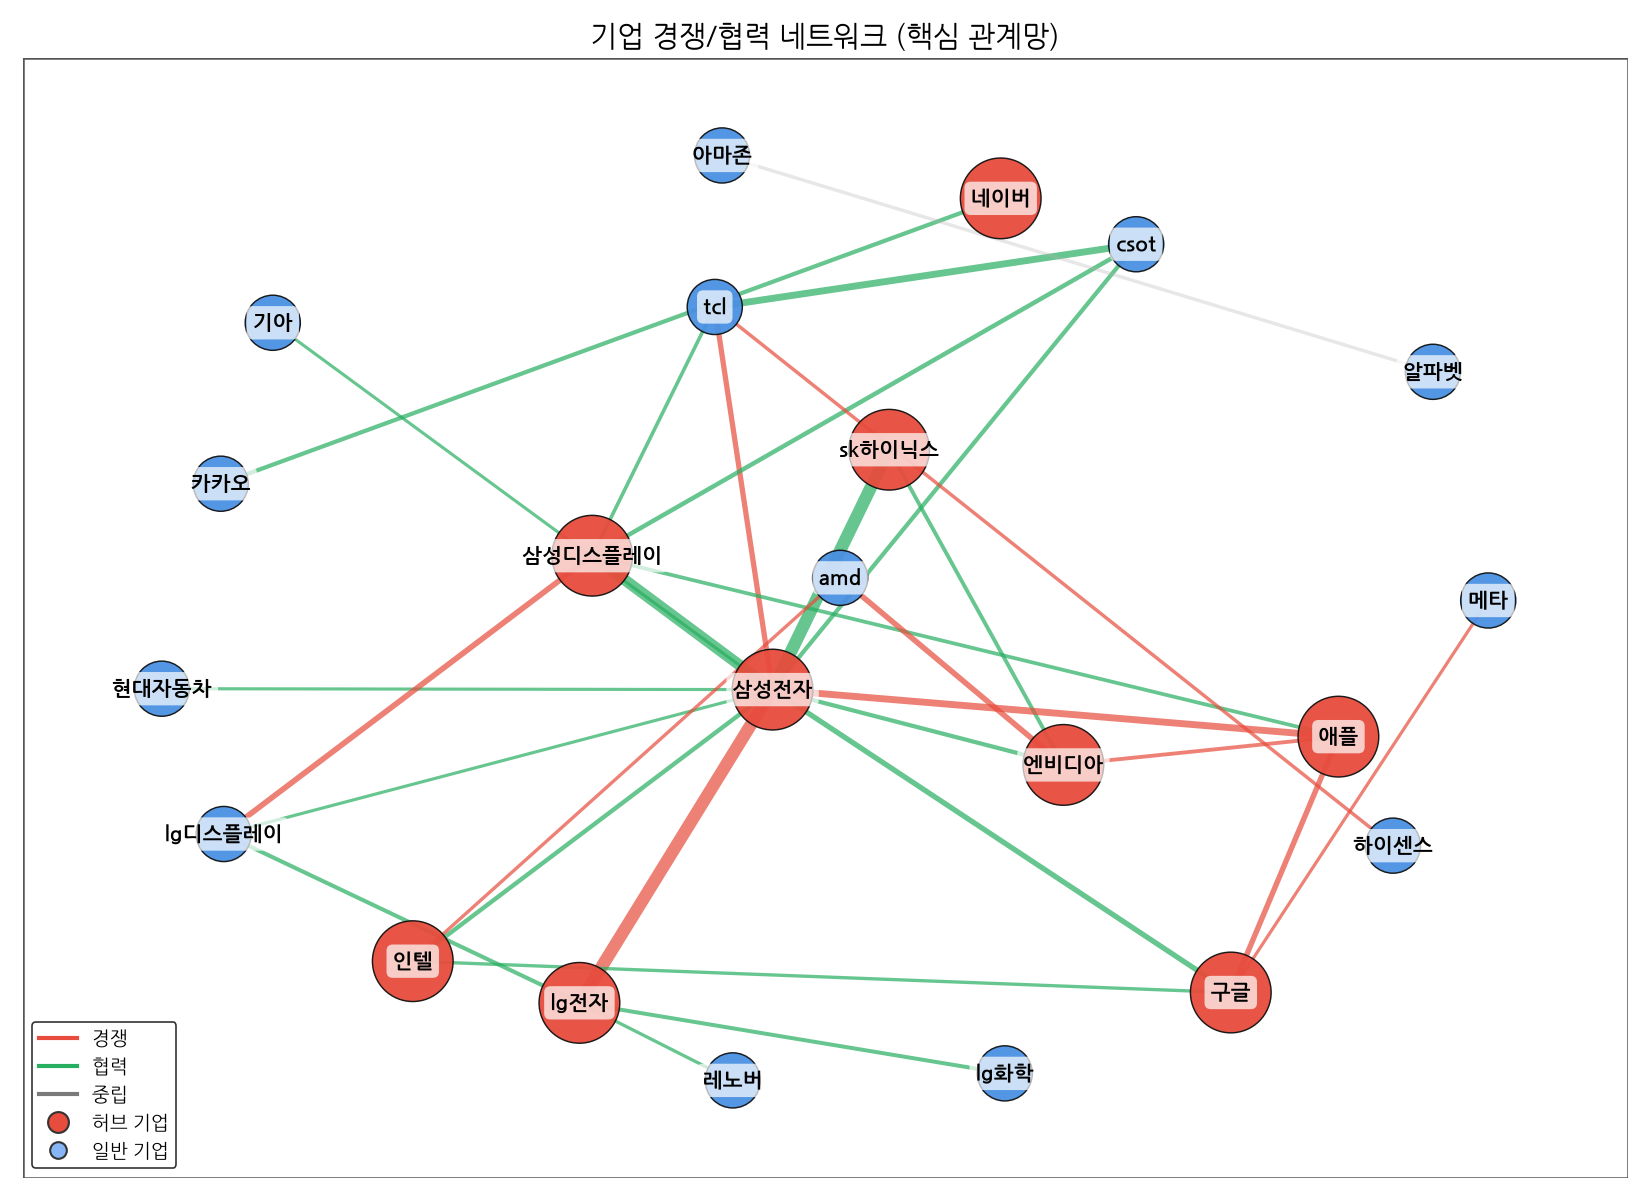 기업 경쟁/협력 네트워크 (핵심 관계망)
아마존
네이버
csot
tcl
기아
알파벳
sk하이닉스
카카오
삼성디스플레이
amd
메타
현대자동차
삼성전자
애플
엔비디아
lg디스플레이
하이센스
인텔
구글
lg전자
레노버
lg화학
경쟁
협력
중립
허브 기업
일반 기업